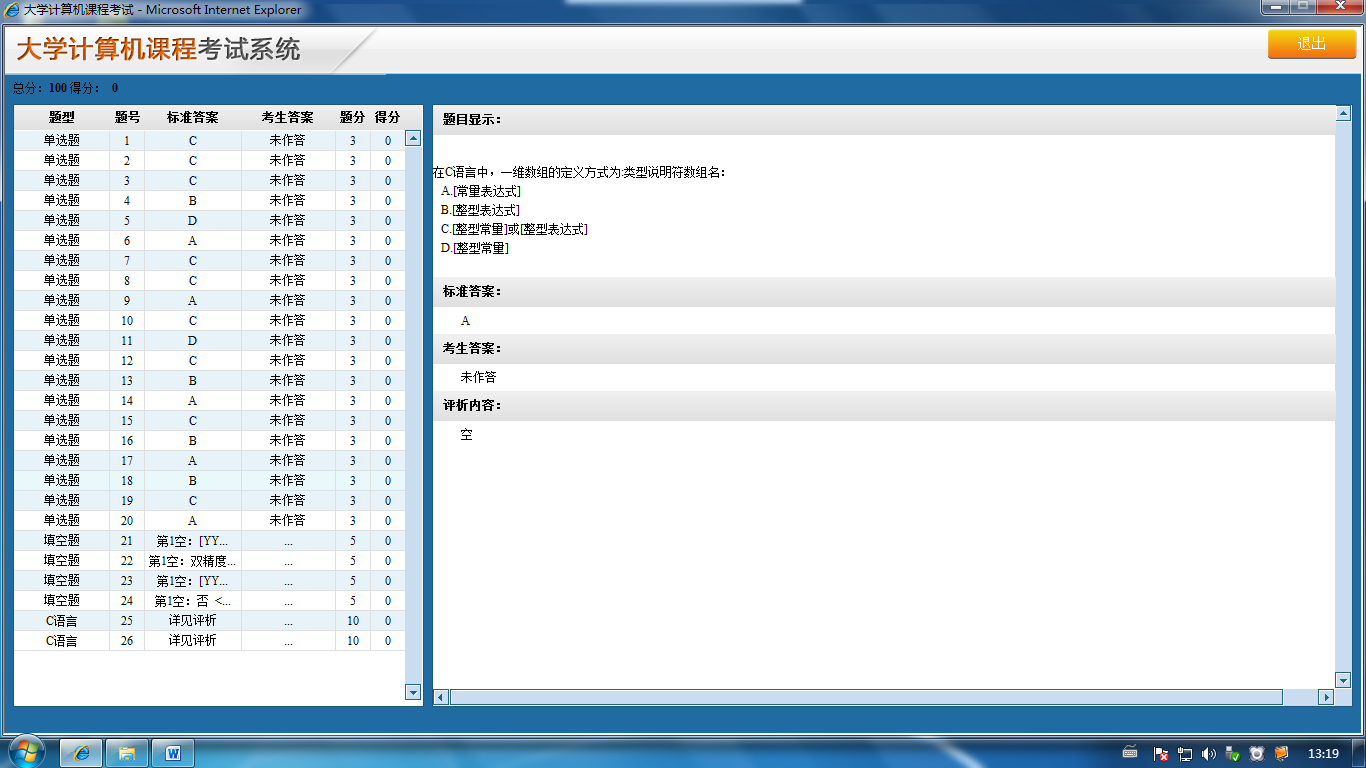 大学计算机课程考试 - Microsoft Internet Explorer
大学计算机课程考试系统
退出
总分：100 得分： 0
题型 题号 标准答案 考生答案 题分 得分
单选题 1 C 未作答 3 0
单选题 2 C 未作答 3 0
单选题 3 C 未作答 3 0
单选题 4 B 未作答 3 0
单选题 5 D 未作答 3 0
单选题 6 A 未作答 3 0
单选题 7 C 未作答 3 0
单选题 8 C 未作答 3 0
单选题 9 A 未作答 3 0
单选题 10 C 未作答 3 0
单选题 11 D 未作答 3 0
单选题 12 C 未作答 3 0
单选题 13 B 未作答 3 0
单选题 14 A 未作答 3 0
单选题 15 C 未作答 3 0
单选题 16 B 未作答 3 0
单选题 17 A 未作答 3 0
单选题 18 B 未作答 3 0
单选题 19 C 未作答 3 0
单选题 20 A 未作答 3 0
填空题 21 第1空：[YY... ... 5 0
填空题 22 第1空：双精度... ... 5 0
填空题 23 第1空：[YY... ... 5 0
填空题 24 第1空：否 <... ... 5 0
C语言 25 详见评析 ... 10 0
C语言 26 详见评析 ... 10 0
题目显示：
在C语言中，一维数组的定义方式为:类型说明符数组名：
A.[常量表达式]
B.[整型表达式]
C.[整型常量]或[整型表达式]
D.[整型常量]
标准答案：
A
考生答案：
未作答
评析内容：
空
13:19